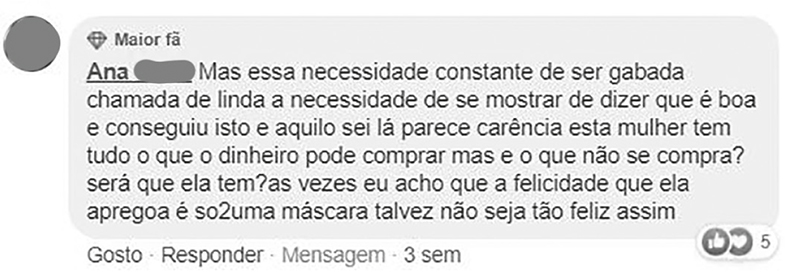 Maior fã
Ana Mas essa necessidade constante de ser gabada
chamada de linda a necessidade de se mostrar de dizer que é boa
e conseguiu isto e aquilo sei lá parece carência esta mulher tem
tudo o que o dinheiro pode comprar mas e o que não se compra?
será que ela tem?as vezes eu acho que a felicidade que ela
apregoa é so2uma máscara talvez não seja tão feliz assim
5
Gosto · Responder · Mensagem · 3 sem